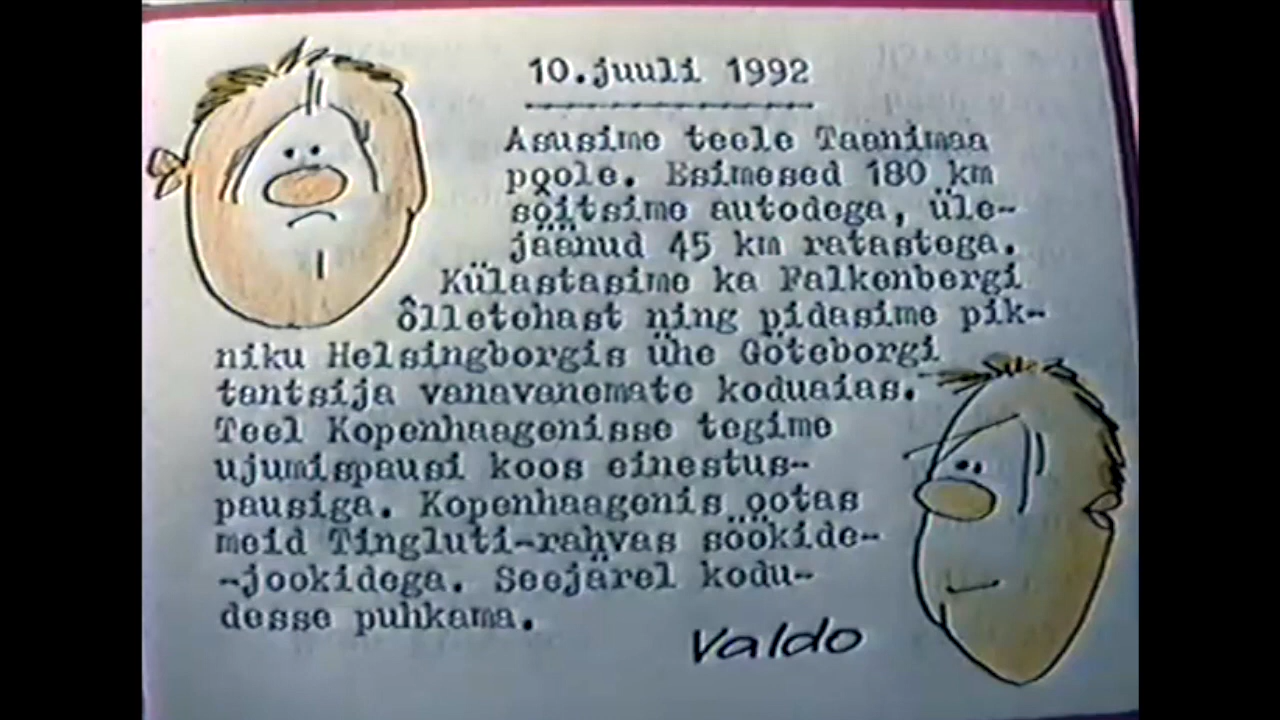 10.juuli 1992
Asusime teele Taanimaa
poole. Esimesed 180 km
sõitsime autodega, üle-
jäänud 45 km ratastega.
Külastasime ka Falkenbergi
õlletehast ning pidasime pik-
niku Helsingborgis ühe Göteborgi
tantsija vanavanemate koduaias.
Teel Kopenhaagenisse tegime
ujumispausi koos einestus-
pausiga. Kopenhaagenis ootas
meid Tingluti-rahvas söökide-
-jookidega. Seejärel kodu-
desse puhkama.
Valdo